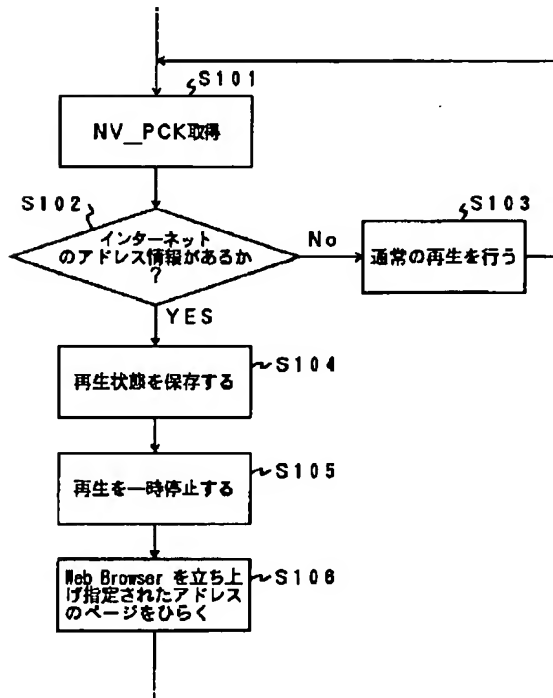 S101
NV_PCK取得
S102
インターネット
のアドレス情報があるか
?
No
S103
通常の再生を行う
YES
再生状態を保存する
S104
再生を一時停止する
S105
Web Browser を立ち上
げ指定されたアドレス
のページをひらく
S106